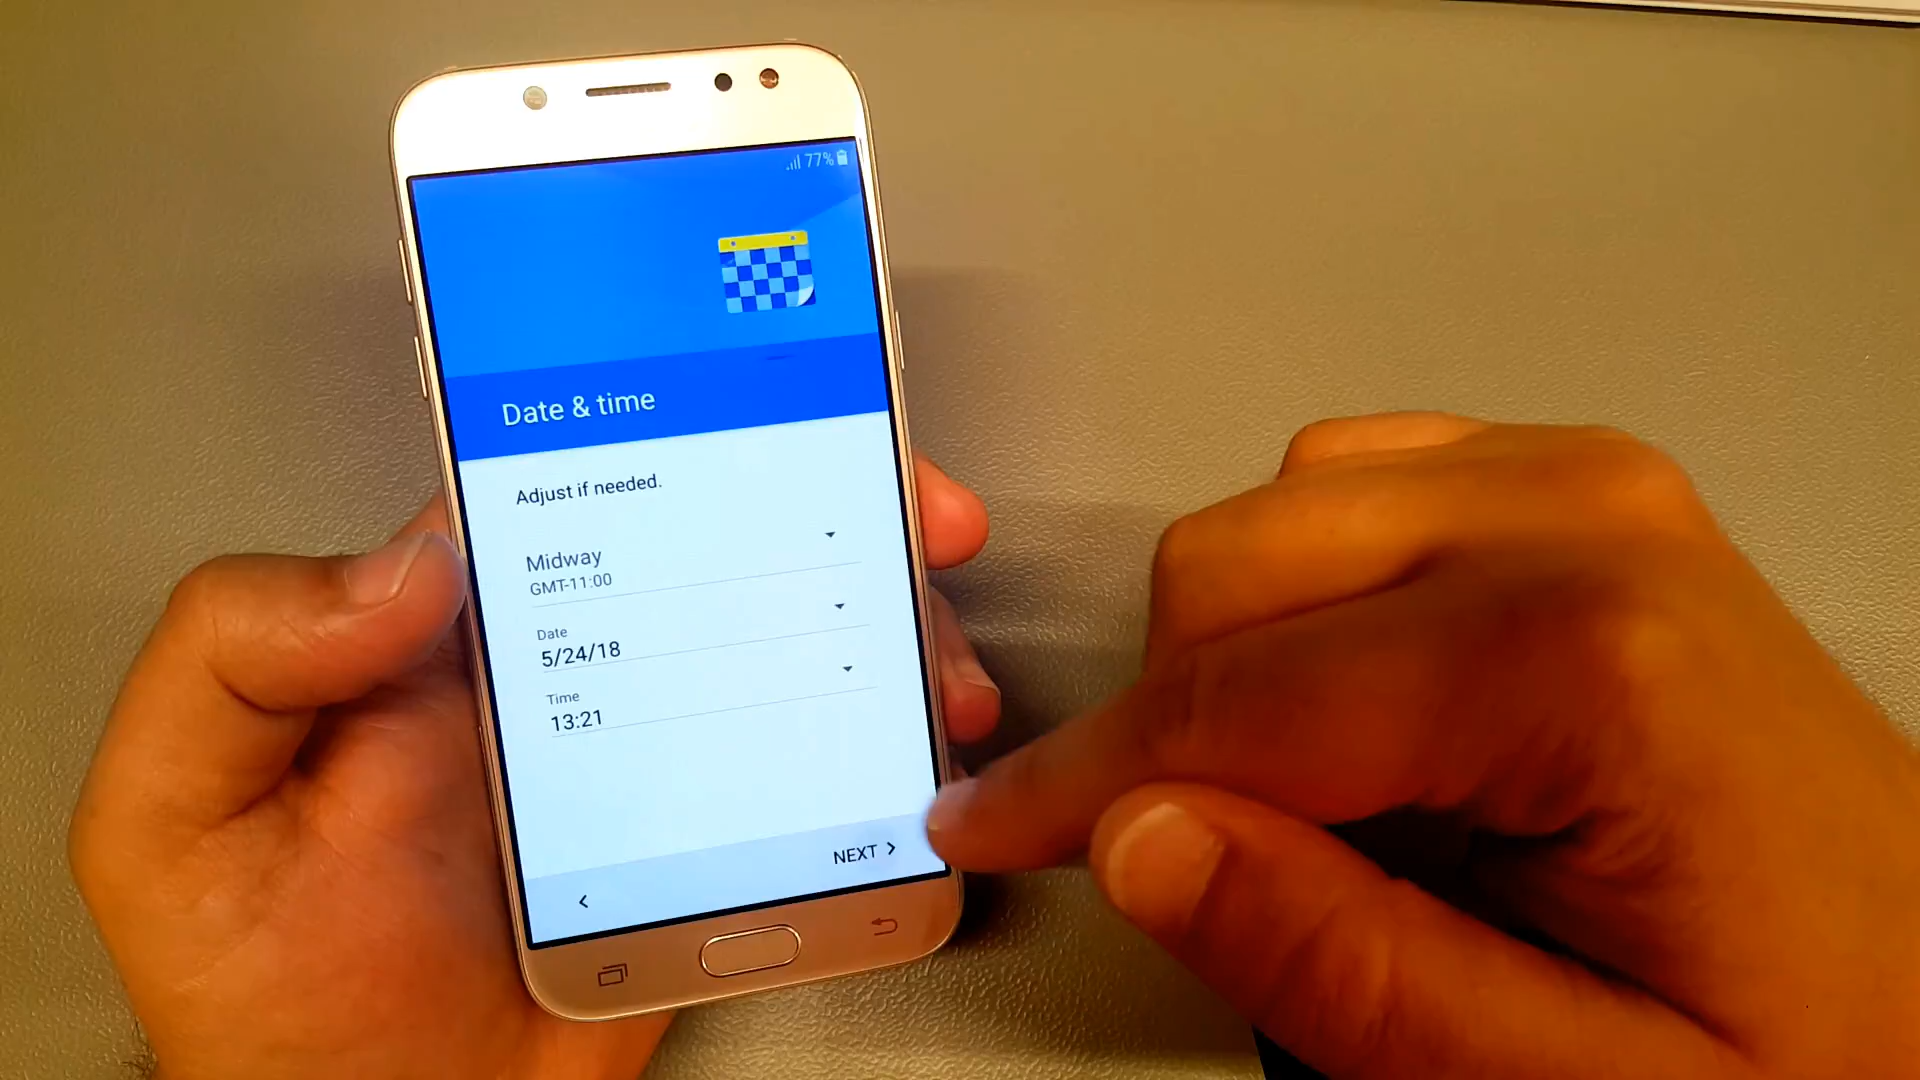 77%
Date & time
Adjust if needed.
Midway
GMT-11:00
Date
5/24/18
Time
13:21
NEXT